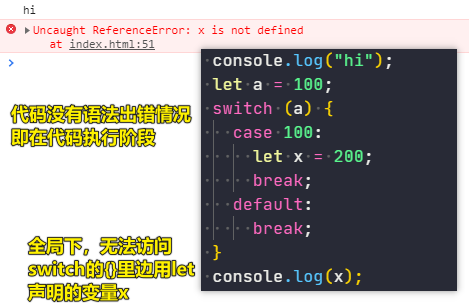 hi
Uncaught ReferenceError: x is not defined
at index.html:51
console.log("hi");
let a = 100;
switch (a) {
case 100:
let x = 200;
break;
default:
break;
}
console.log(x);
代码没有语法出错情况
即在代码执行阶段
全局下，无法访问
switch的{}里边用let
声明的变量x